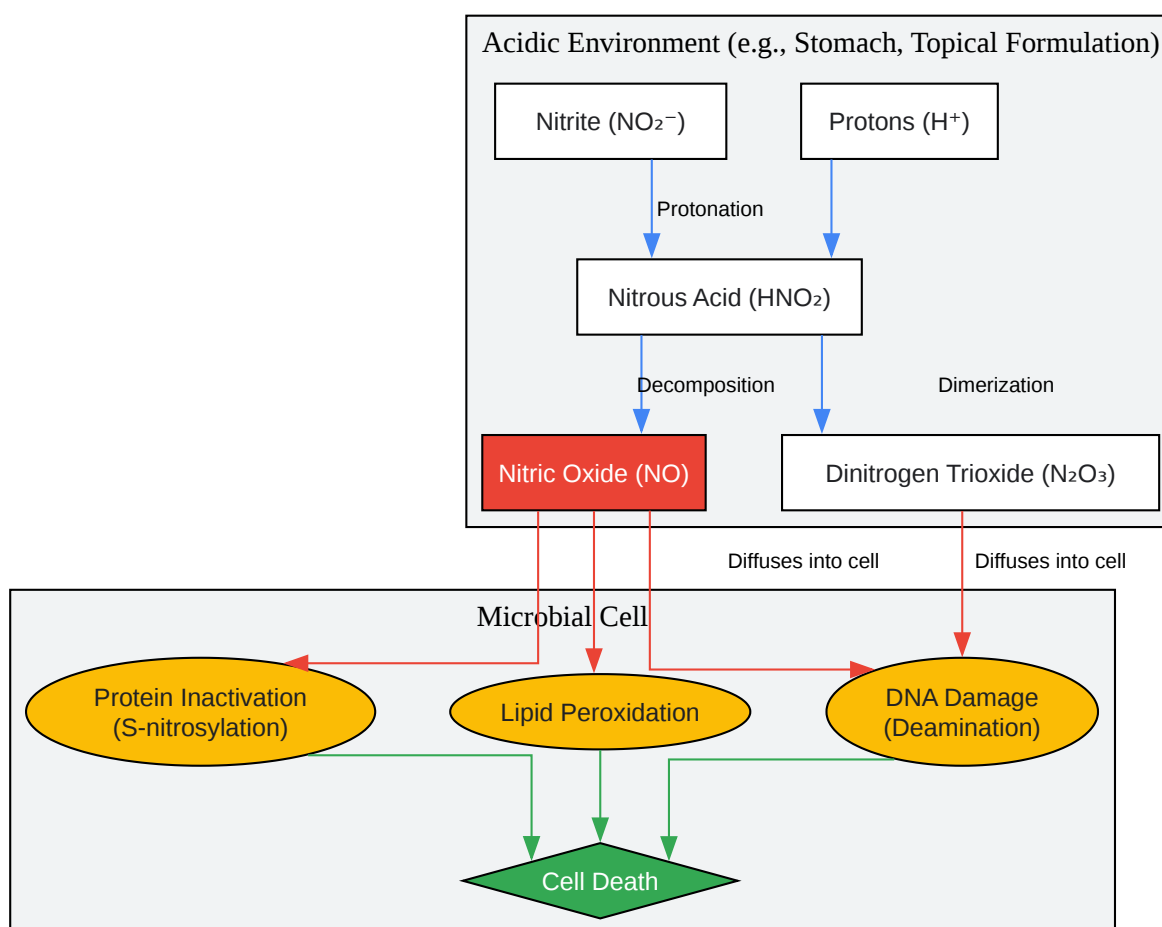 Acidic Environment (e.g., Stomach, Topical Formulation)
Nitrite (NO₂⁻)
Protons (H⁺)
Protonation
Nitrous Acid (HNO₂)
Decomposition
Dimerization
Nitric Oxide (NO)
Dinitrogen Trioxide (N₂O₃)
Diffuses into cell
Diffuses into cell
Microbial Cell
Protein Inactivation
(S-nitrosylation)
Lipid Peroxidation
DNA Damage
(Deamination)
Cell Death